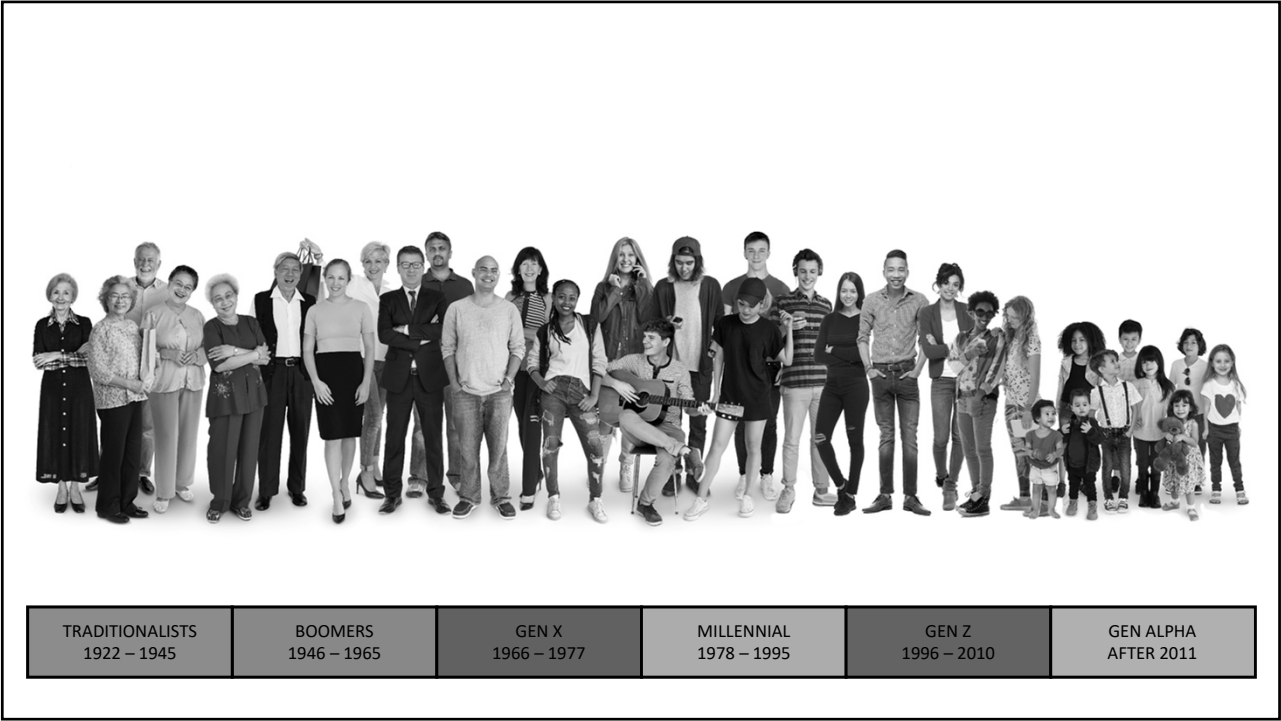 TRADITIONALISTS
1922 – 1945
BOOMERS
1946 – 1965
GEN X
1966 – 1977
MILLENNIAL
1978 – 1995
GEN Z
1996 – 2010
GEN ALPHA
AFTER 2011